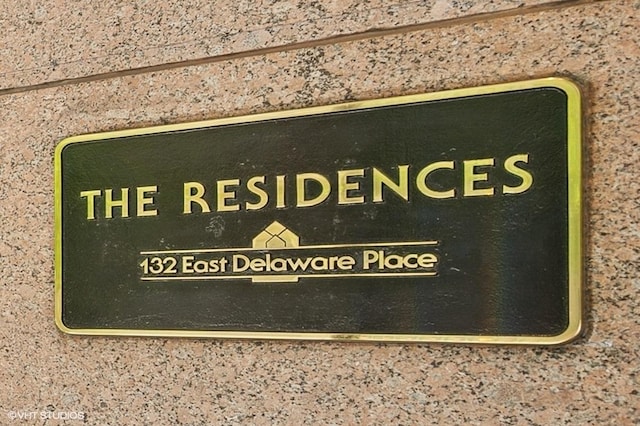 THE RESIDENCES
132 East Delaware Place
©VHT STUDIOS